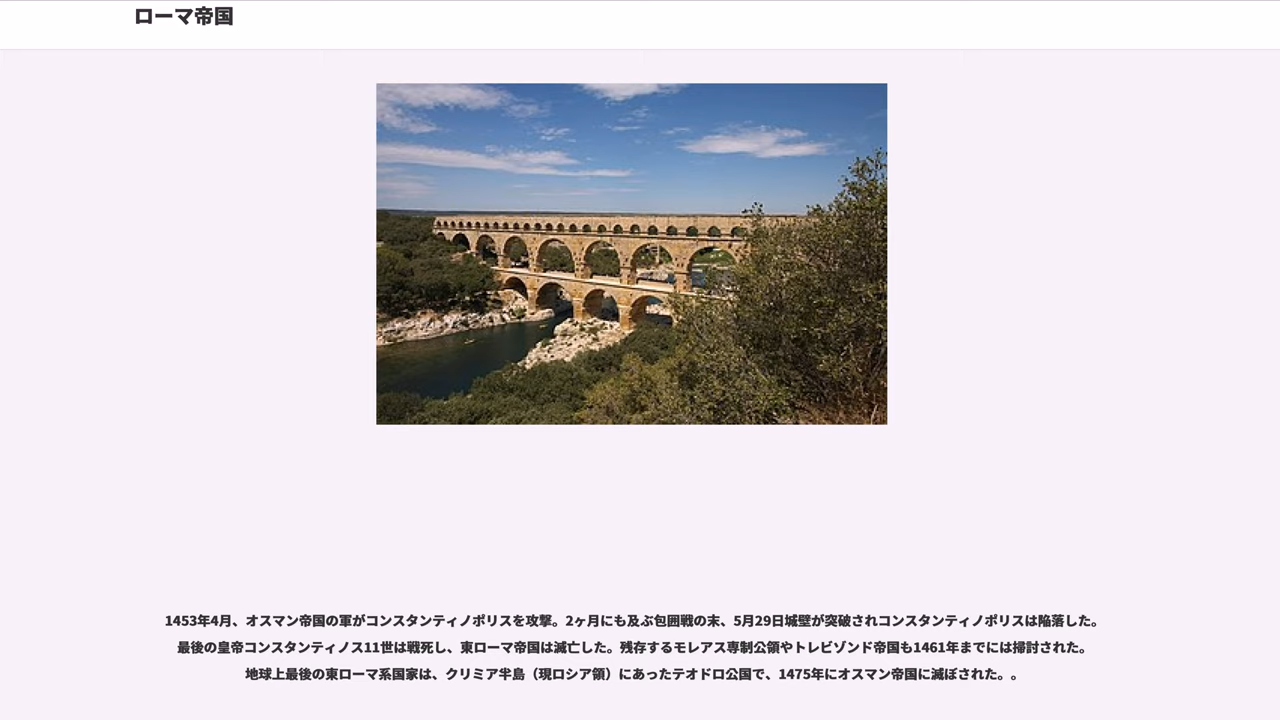 ローマ帝国
1453年4月、オスマン帝国の軍がコンスタンティノポリスを攻撃。2ヶ月にも及ぶ包囲戦の末、5月29日城壁が突破されコンスタンティノポリスは陥落した。
最後の皇帝コンスタンティノス11世は戦死し、東ローマ帝国は滅亡した。残存するモレアス専制公領やトレビゾンド帝国も1461年までには掃討された。
地球上最後の東ローマ系国家は、クリミア半島（現ロシア領）にあったテオドロ公国で、1475年にオスマン帝国に滅ぼされた。。